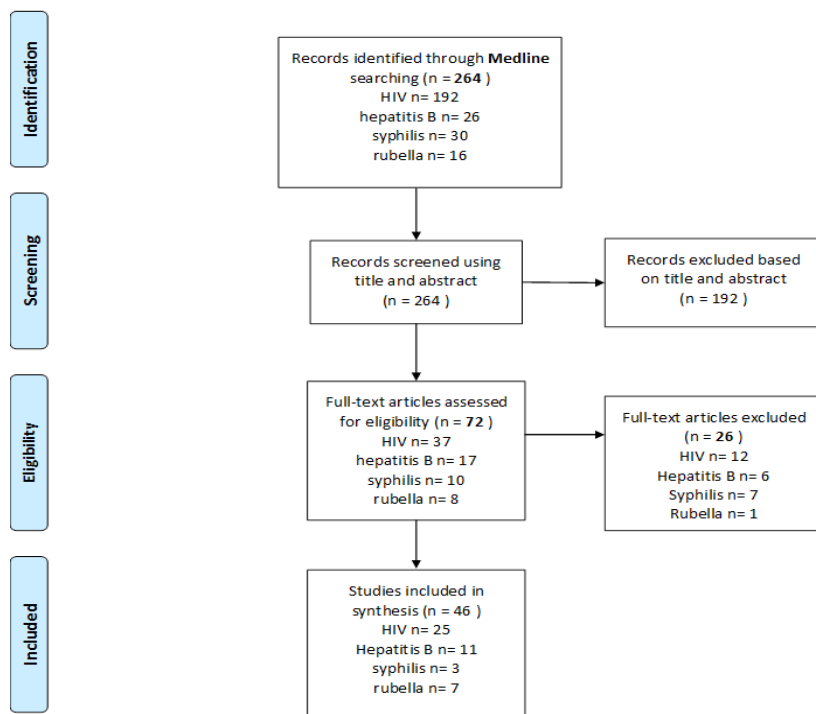 Identification
Records identified through Medline
searching (n = 264 )
HIV n= 192
hepatitis B n= 26
syphilis n= 30
rubella n= 16
Screening
Records screened using
title and abstract
(n = 264 )
Records excluded based
on title and abstract
(n = 192 )
Eligibility
Full-text articles assessed
for eligibility (n = 72 )
HIV n= 37
hepatitis B n= 17
syphilis n= 10
rubella n= 8
Full-text articles excluded
(n = 26 )
HIV n= 12
Hepatitis B n= 6
Syphilis n= 7
Rubella n= 1
Included
Studies included in
synthesis (n = 46 )
HIV n= 25
Hepatitis B n= 11
syphilis n= 3
rubella n= 7